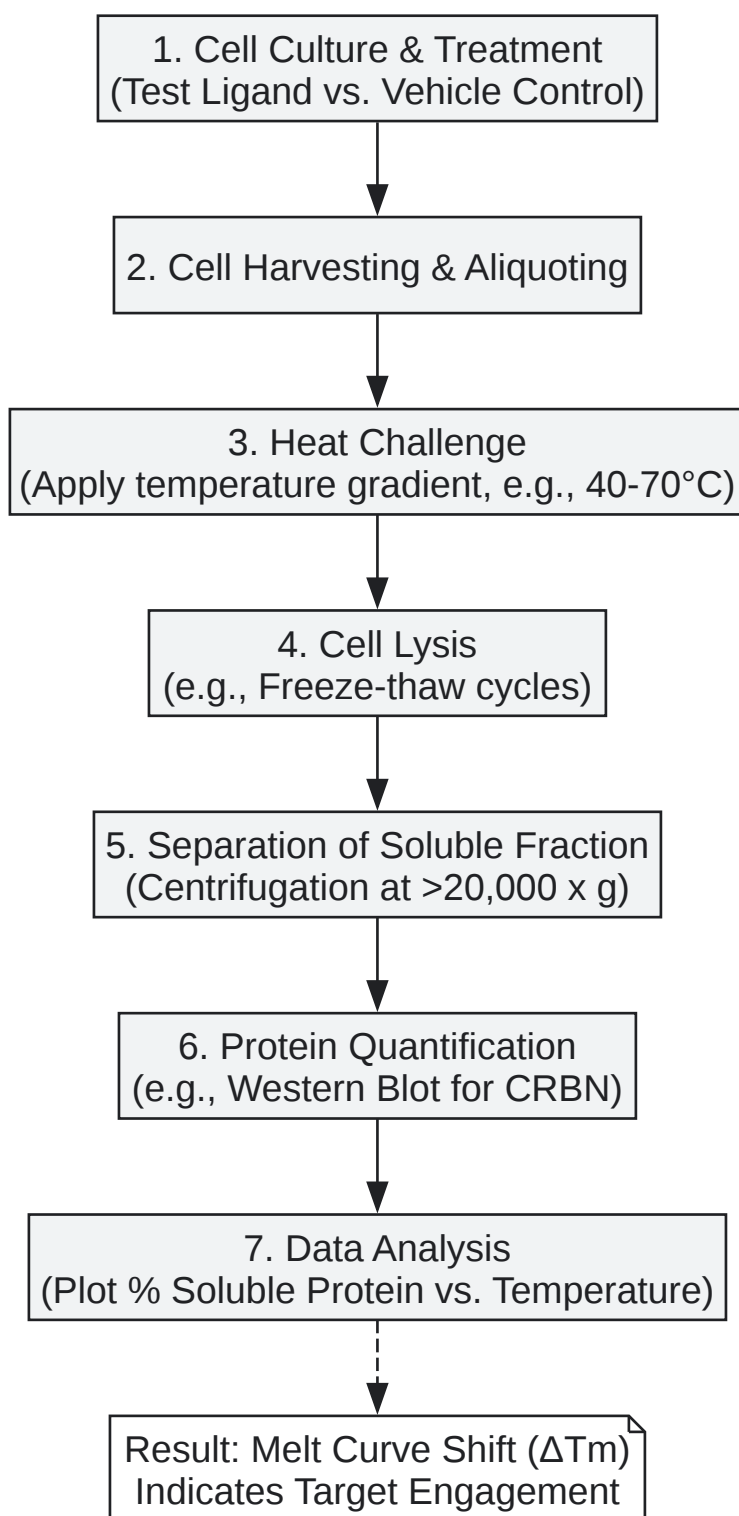 1. Cell Culture & Treatment
(Test Ligand vs. Vehicle Control)
2. Cell Harvesting & Aliquoting
3. Heat Challenge
(Apply temperature gradient, e.g., 40-70°C)
4. Cell Lysis
(e.g., Freeze-thaw cycles)
5. Separation of Soluble Fraction
(Centrifugation at >20,000 x g)
6. Protein Quantification
(e.g., Western Blot for CRBN)
7. Data Analysis
(Plot % Soluble Protein vs. Temperature)
Result: Melt Curve Shift (ΔTm)
Indicates Target Engagement